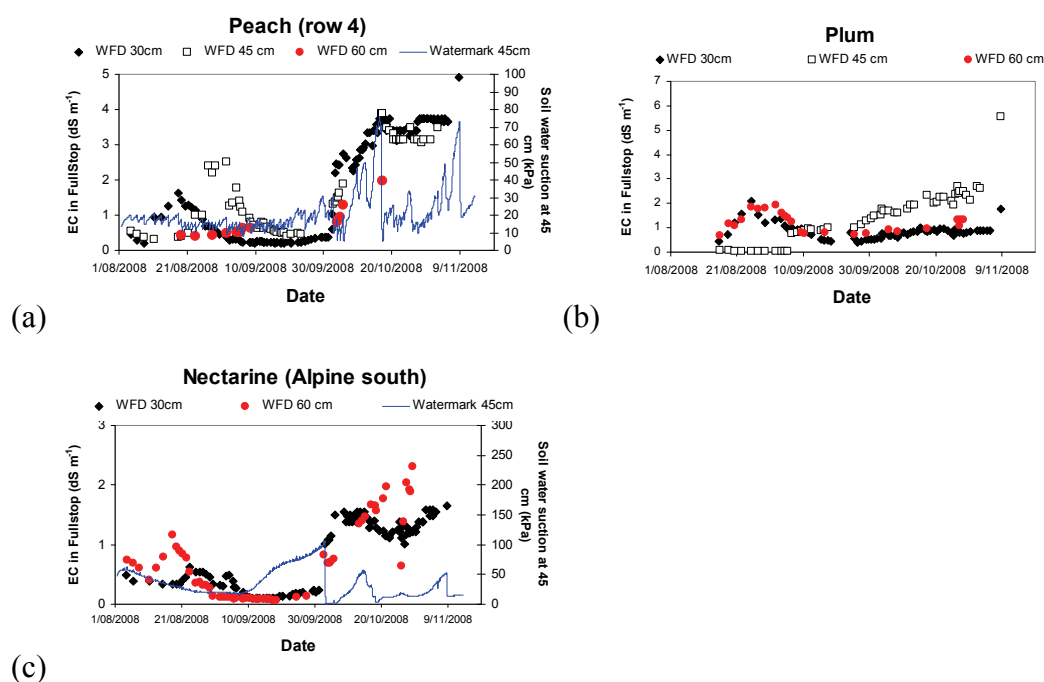 Peach (row 4)
WFD 30cm WFD 45 cm WFD 60 cm Watermark 45cm
EC in FullStop (dS m-1)
5
4
3
2
1
0
100
90
80
70
60
50
40
30
20
10
0
Soil water suction at 45
cm (kPa)
1/08/2008 21/08/2008 10/09/2008 30/09/2008 20/10/2008 9/11/2008
Date
(a)
Plum
WFD 30cm WFD 45 cm WFD 60 cm
EC in Fullstop (dS m-1)
7
6
5
4
3
2
1
0
1/08/2008 21/08/2008 10/09/2008 30/09/2008 20/10/2008 9/11/2008
Date
(b)
Nectarine (Alpine south)
WFD 30cm WFD 60 cm Watermark 45cm
EC in Fullstop (dS m-1)
3
2
1
0
300
250
200
150
100
50
0
Soil water suction at 45
cm (kPa)
1/08/2008 21/08/2008 10/09/2008 30/09/2008 20/10/2008 9/11/2008
Date
(c)